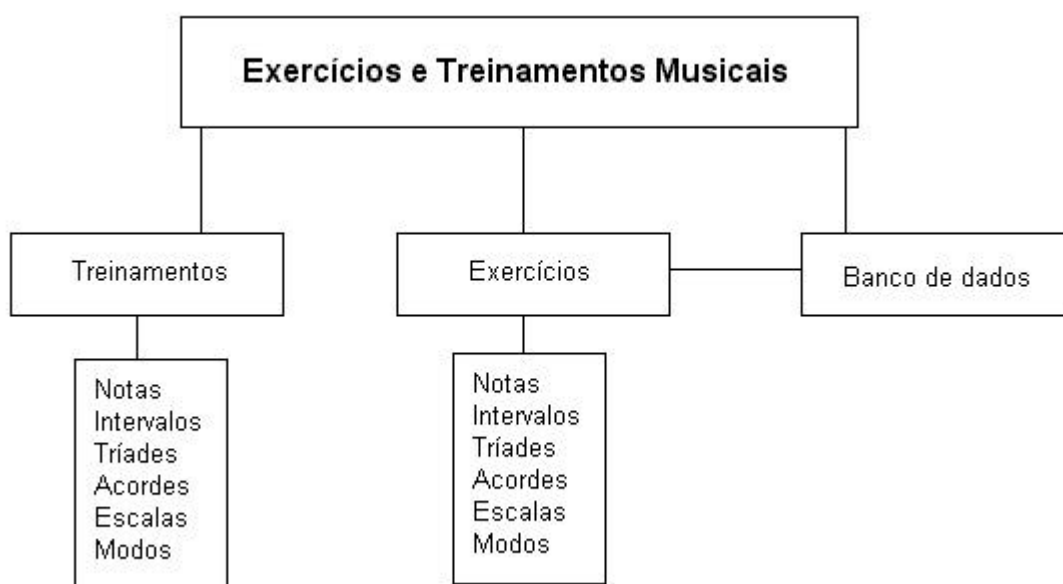 Exercícios e Treinamentos Musicais
Treinamentos
Exercícios
Banco de dados
Notas
Intervalos
Tríades
Acordes
Escalas
Modos
Notas
Intervalos
Tríades
Acordes
Escalas
Modos